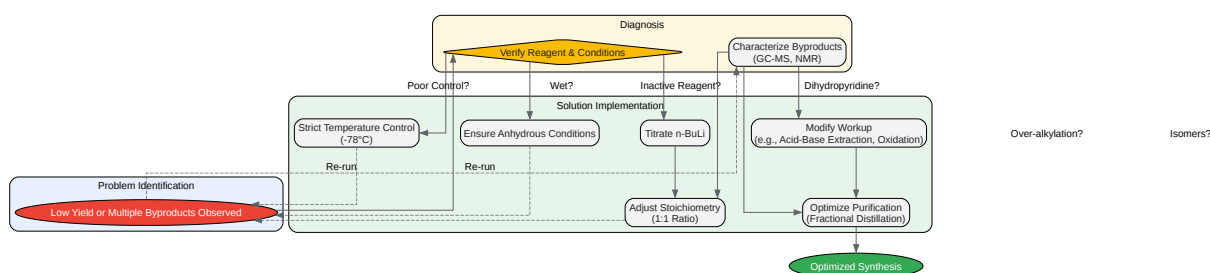 Diagnosis
Verify Reagent & Conditions
Characterize Byproducts
(GC-MS, NMR)
Poor Control?
Wet?
Inactive Reagent?
Dihydropyridine?
Solution Implementation
Strict Temperature Control
(-78°C)
Ensure Anhydrous Conditions
Titrate n-BuLi
Modify Workup
(e.g., Acid-Base Extraction, Oxidation)
Over-alkylation?
Isomers?
Re-run
Re-run
Problem Identification
Low Yield or Multiple Byproducts Observed
Adjust Stoichiometry
(1:1 Ratio)
Optimize Purification
(Fractional Distillation)
Optimized Synthesis